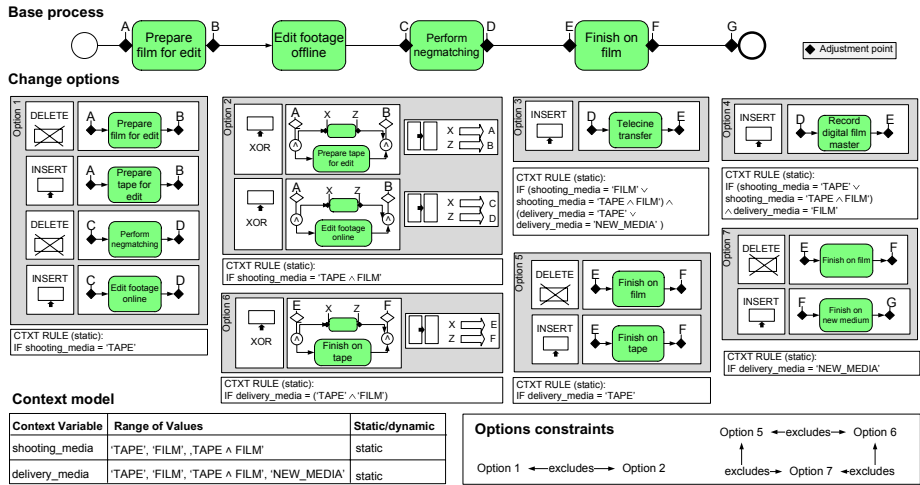 Base process
A
Prepare
film for edit
B
Edit footage
offline
C
Perform
negmatching
D
E
Finish on
film
F
G
Adjustment point
Change options
Option 1
DELETE
A
Prepare
film for edit
B
INSERT
A
Prepare
tape for
edit
B
DELETE
C
Perform
negmatching
D
INSERT
C
Edit footage
online
D
CTXT RULE (static):
IF shooting_media = 'TAPE"
Option 2
XOR
A
X
Z
B
Prepare tape
for edit
X
A
Z
B
XOR
A
X
Z
B
Edit footage
online
X
C
Z
D
CTXT RULE (static):
IF shooting_media = 'TAPE ∧ FILM"
Option 6
XOR
E
X
Z
F
Finish on
tape
X
E
Z
F
CTXT RULE (static):
IF delivery_media = ('TAPE' ∧ 'FILM')
Option 3
INSERT
D
Telecine
transfer
E
CTXT RULE (static):
IF (shooting_media = 'FILM' ∨
shooting_media = 'TAPE ∧ FILM') ∧
(delivery_media = 'TAPE' ∨
delivery_media = 'NEW_MEDIA' )
Option 4
INSERT
D
Record
digital film
master
E
CTXT RULE (static):
IF (shooting_media = 'TAPE' ∨
shooting_media = 'TAPE ∧ FILM')
∧ delivery_media = 'FILM"
Option 5
DELETE
E
Finish on
film
F
INSERT
E
Finish on
tape
F
CTXT RULE (static):
IF delivery_media = 'TAPE"
Option 7
DELETE
E
Finish on film
F
INSERT
F
Finish on
new medium
G
CTXT RULE (static):
IF delivery_media = 'NEW_MEDIA"
Context model
Context Variable Range of Values Static/dynamic
shooting_media 'TAPE', 'FILM', ,TAPE ∧ FILM' static
delivery_media 'TAPE', 'FILM', 'TAPE ∧ FILM', 'NEW_MEDIA' static
Options constraints
Option 1 excludes Option 2
Option 5 excludes Option 6
excludes Option 7 excludes